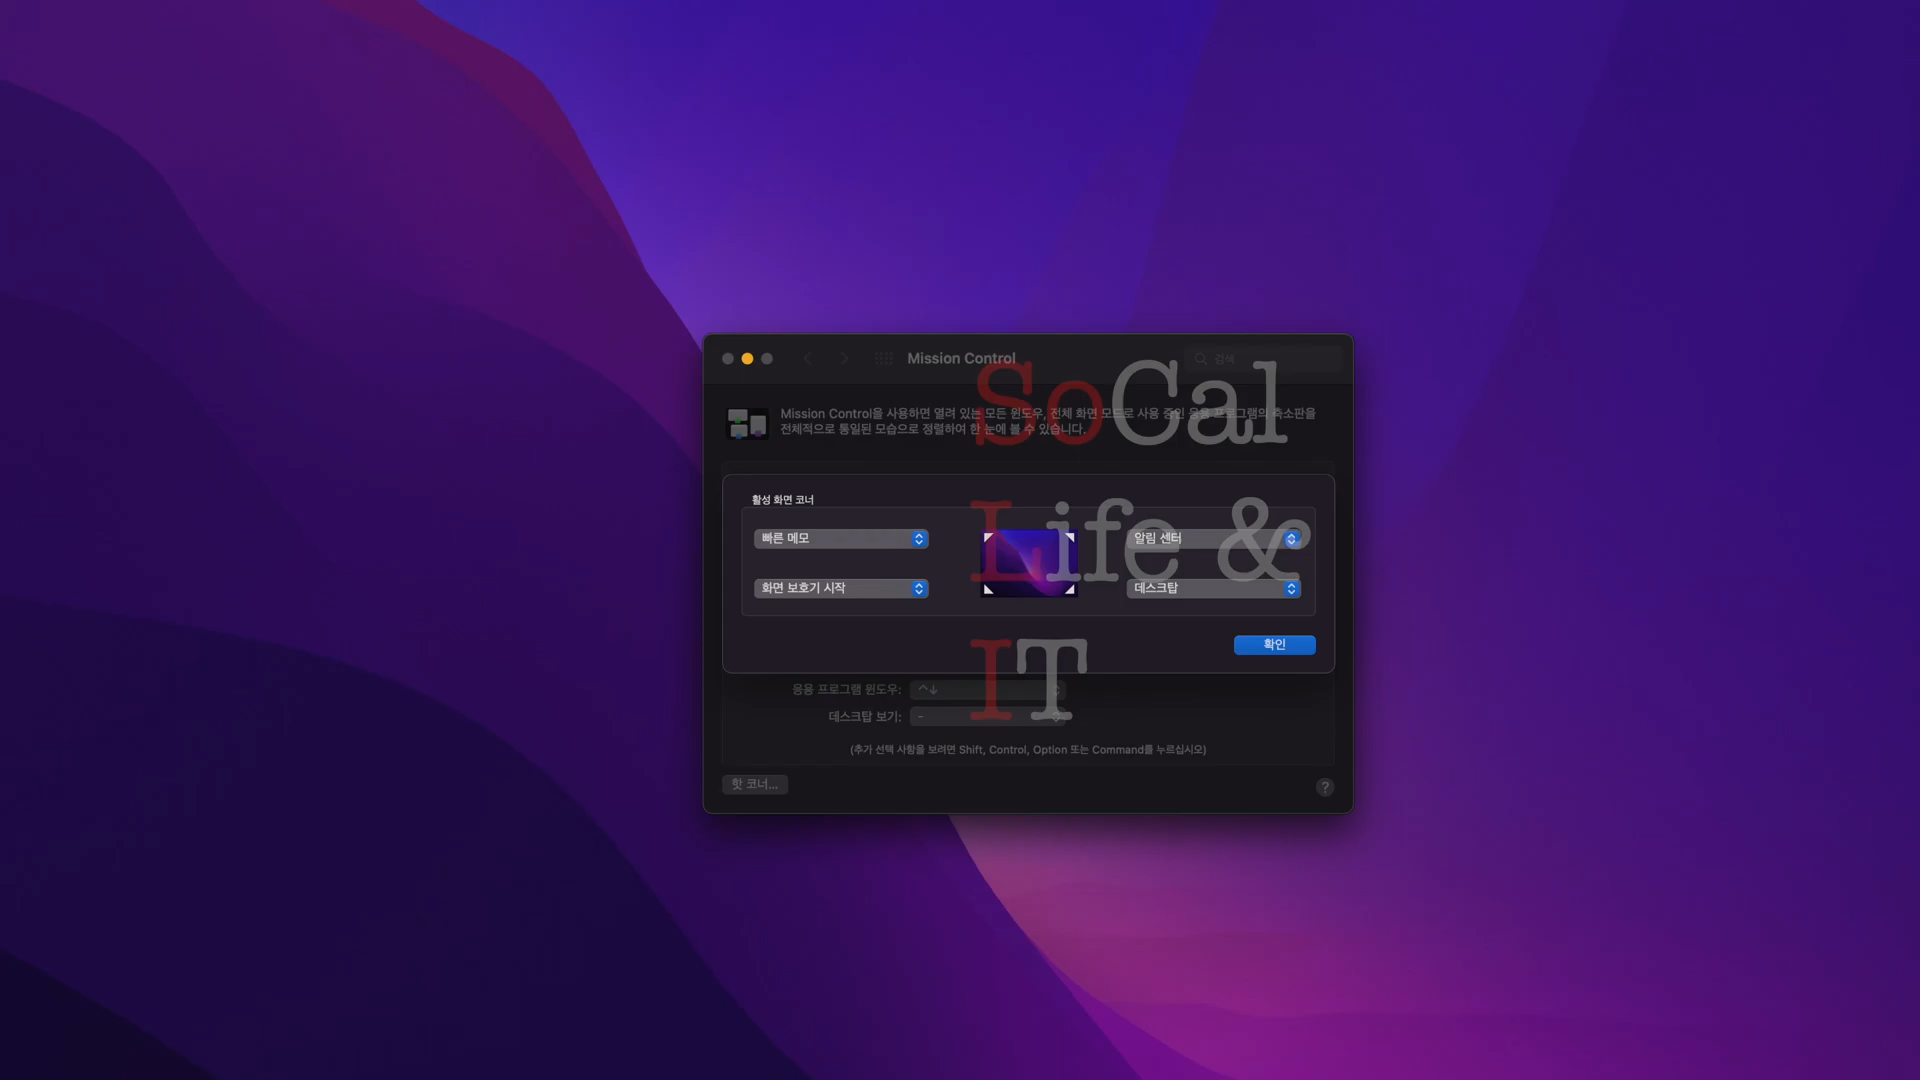 Mission Control
검색
Mission Control을 사용하면 열려 있는 모든 윈도우, 전체 화면 모드로 사용 중인 응용 프로그램의 축소판을
전체적으로 통일된 모습으로 정렬하여 한 눈에 볼 수 있습니다.
SoCal
활성 화면 코너
빠른 메모
알림 센터
Life &
화면 보호기 시작
데스크탑
확인
IT
응용 프로그램 윈도우: ^↓
데스크탑 보기: -
(추가 선택 사항을 보려면 Shift, Control, Option 또는 Command를 누르십시오)
핫 코너...
?